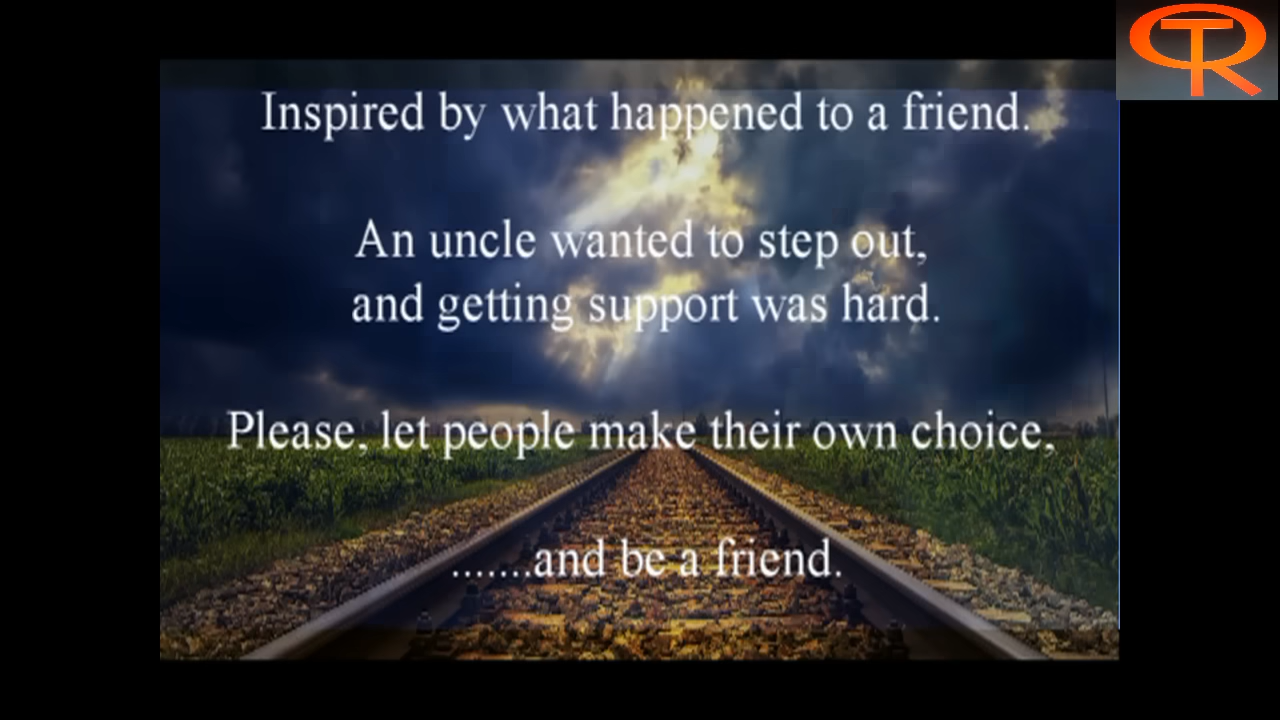 Inspired by what happened to a friend.
An uncle wanted to step out,
and getting support was hard.
Please, let people make their own choice,
.......and be a friend.